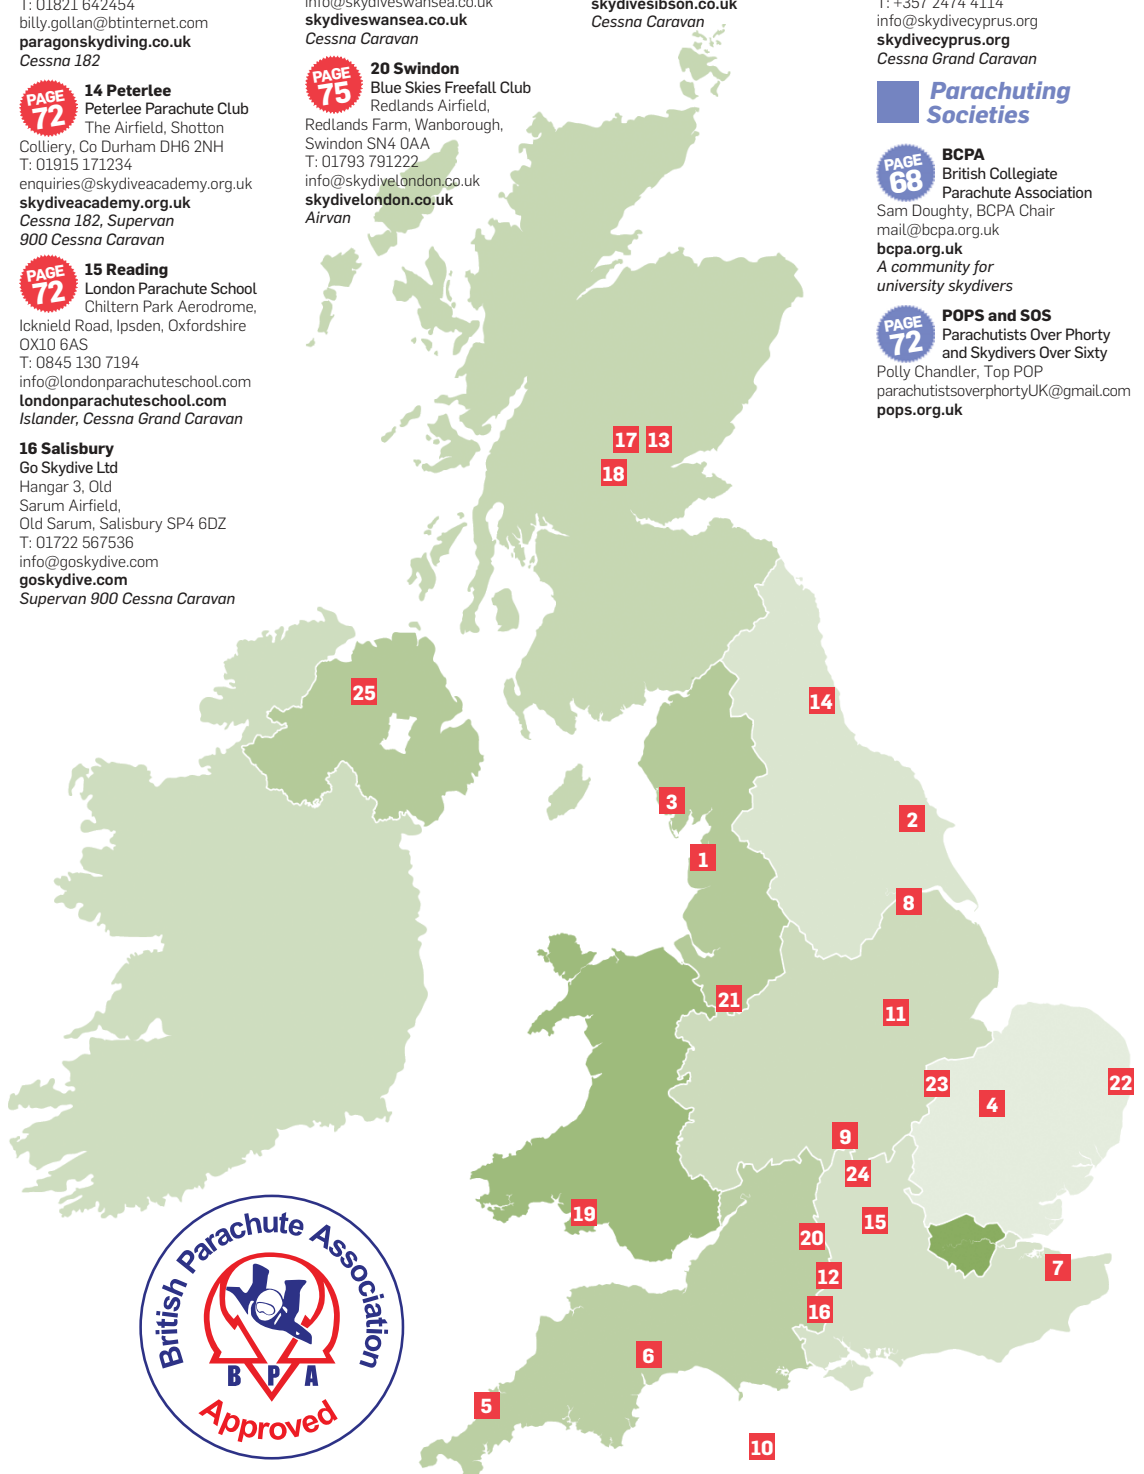 T: 01821 642454
billy.gollan@btinternet.com
paragonskydiving.co.uk
Cessna 182
PAGE
72
14 Peterlee
Peterlee Parachute Club
The Airfield, Shotton
Colliery, Co Durham DH6 2NH
T: 01915 171234
enquiries@skydiveacademy.org.uk
skydiveacademy.org.uk
Cessna 182, Supervan
900 Cessna Caravan
PAGE
72
15 Reading
London Parachute School
Chiltern Park Aerodrome,
Icknield Road, Ipsden, Oxfordshire
OX10 6AS
T: 0845 130 7194
info@londonparachuteschool.com
londonparachuteschool.com
Islander, Cessna Grand Caravan
16 Salisbury
Go Skydive Ltd
Hangar 3, Old
Sarum Airfield,
Old Sarum, Salisbury SP4 6DZ
T: 01722 567536
info@goskydive.com
goskydive.com
Supervan 900 Cessna Caravan
info@skydiveswansea.co.uk
skydiveswansea.co.uk
Cessna Caravan
PAGE
75
20 Swindon
Blue Skies Freefall Club
Redlands Airfield,
Redlands Farm, Wanborough,
Swindon SN4 0AA
T: 01793 791222
info@skydivelondon.co.uk
skydivelondon.co.uk
Airvan
skydivesibson.co.uk
Cessna Caravan
T: +357 2474 4114
info@skydivecyprus.org
skydivecyprus.org
Cessna Grand Caravan
Parachuting
Societies
PAGE
68
BCPA
British Collegiate
Parachute Association
Sam Doughty, BCPA Chair
mail@bcpa.org.uk
bcpa.org.uk
A community for
university skydivers
PAGE
72
POPS and SOS
Parachutists Over Phorty
and Skydivers Over Sixty
Polly Chandler, Top POP
parachutistsoverphortyUK@gmail.com
pops.org.uk
17 13
18
25
14
3
2
1
8
21
11
23
22
4
9
24
19
15
20
7
12
16
6
5
10
British Parachute Association
B P A
Approved